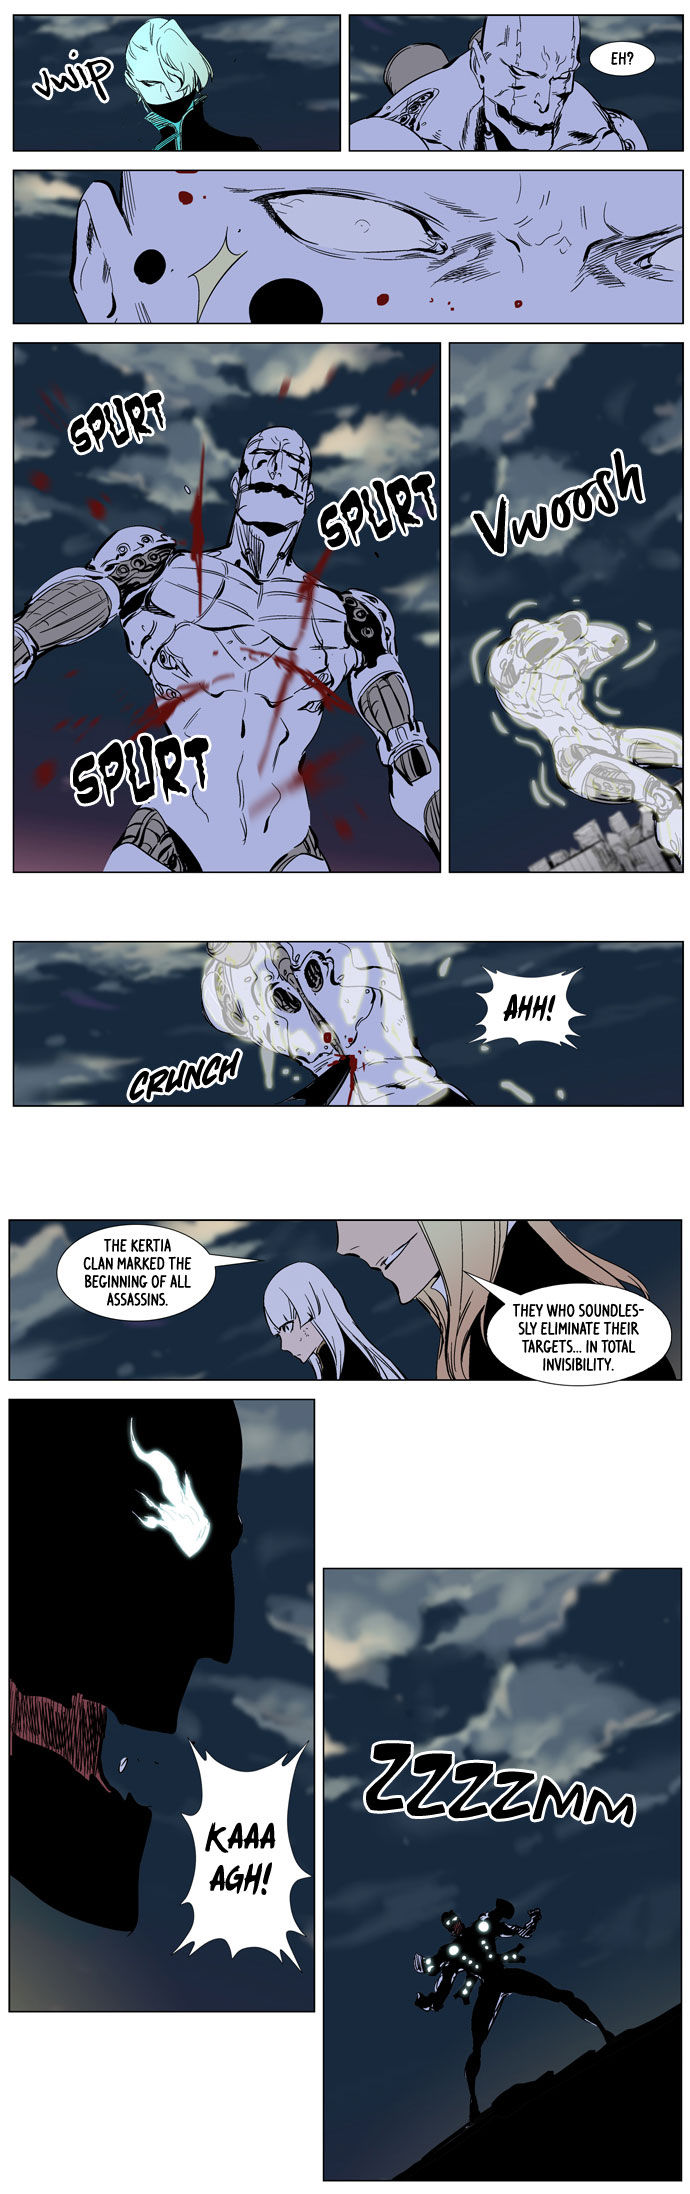 VWIP
EH?
SPURT
SPURT
VWOOSH
SPURT
AHH!
CRUNCH
THE KERTIA
CLAN MARKED THE
BEGINNING OF ALL
ASSASSINS.
THEY WHO SOUNDLES-
SLY ELIMINATE THEIR
TARGETS... IN TOTAL
INVISIBILITY.
KAAA
AGH!
ZZZZMM